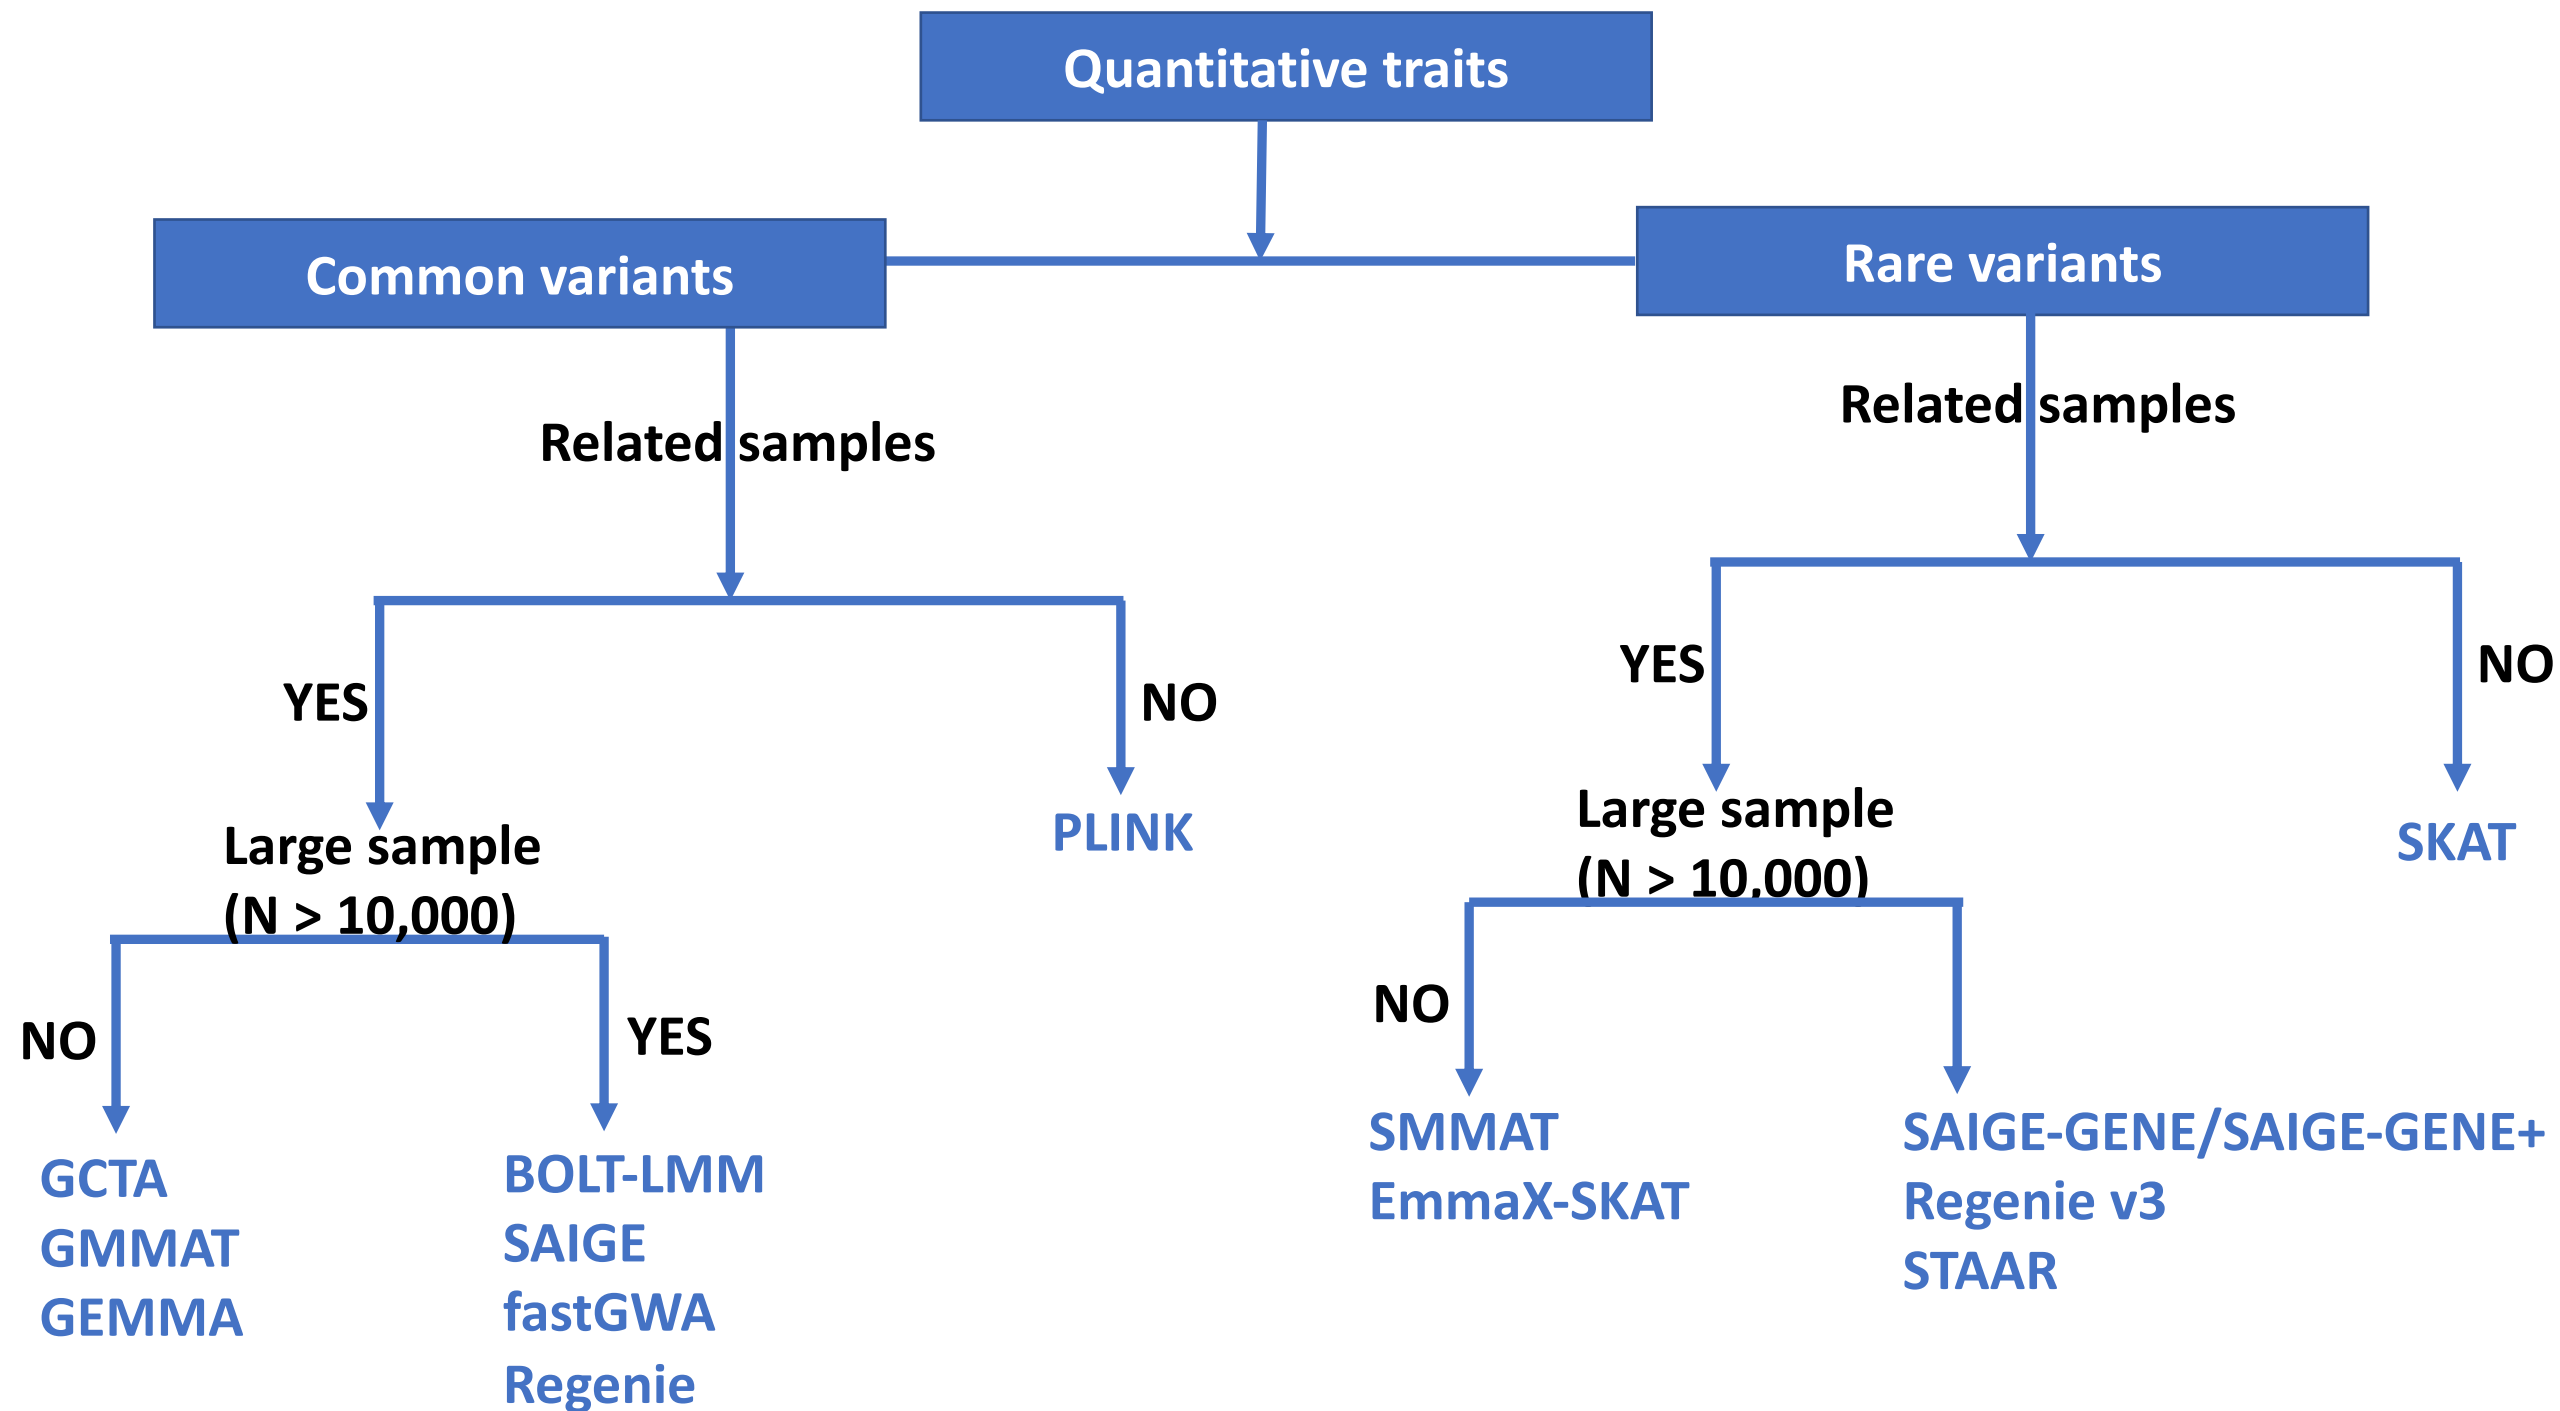 Quantitative traits
Common variants
Rare variants
Related samples
Related samples
YES
NO
YES
NO
Large sample
(N > 10,000)
PLINK
Large sample
(N > 10,000)
SKAT
NO
YES
NO
GCTA
GMMAT
GEMMA
BOLT-LMM
SAIGE
fastGWA
Regenie
SMMAT
EmmaX-SKAT
SAIGE-GENE/SAIGE-GENE+
Regenie v3
STAAR